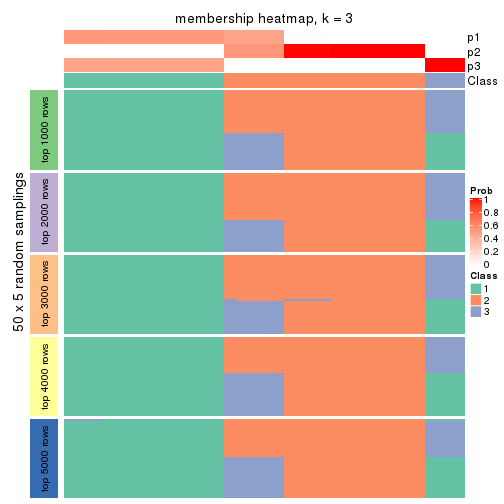 membership heatmap, k = 3
p1
p2
p3
Class
50 x 5 random samplings
top 1000 rows
top 2000 rows
top 3000 rows
top 4000 rows
top 5000 rows
Prob
1
0.8
0.6
0.4
0.2
0
Class
1
2
3